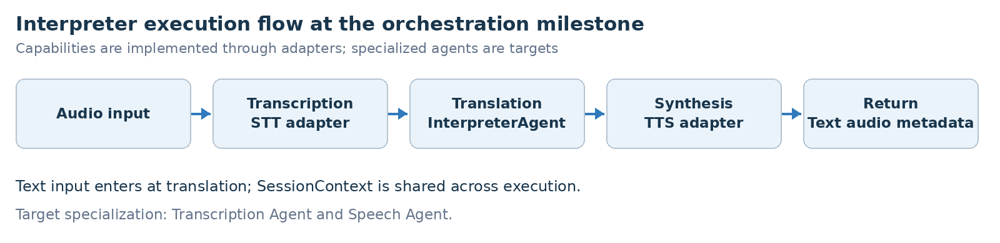 Interpreter execution flow at the orchestration milestone
Capabilities are implemented through adapters; specialized agents are targets
Audio input
Transcription
STT adapter
Translation
InterpreterAgent
Synthesis
TTS adapter
Return
Text audio metadata
Text input enters at translation; SessionContext is shared across execution.
Target specialization: Transcription Agent and Speech Agent.